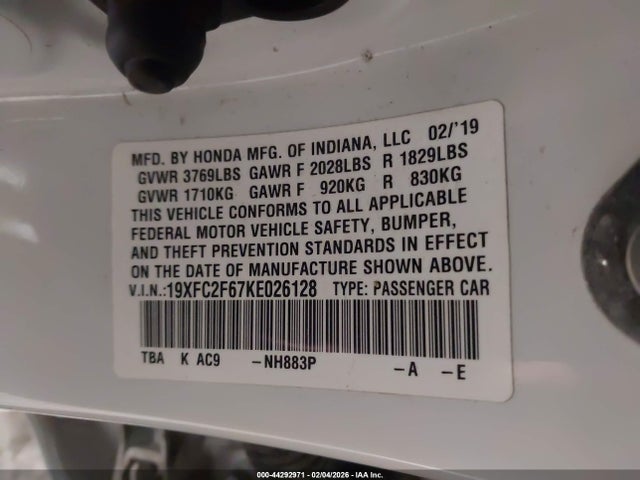 MFD. BY HONDA MFG. OF INDIANA, LLC 02/'19
GVWR 3769LBS GAWR F 2028LBS R 1829LBS
GVWR 1710KG GAWR F 920KG R 830KG
THIS VEHICLE CONFORMS TO ALL APPLICABLE
FEDERAL MOTOR VEHICLE SAFETY, BUMPER,
AND THEFT PREVENTION STANDARDS IN EFFECT
ON THE DATE OF MANUFACTURE SHOWN ABOVE.
V.I.N.:19XFC2F67KE026128 TYPE: PASSENGER CAR
TBA K AC9 -NH883P -A -E
000-44292971 - 02/04/2026 - IAA Inc.